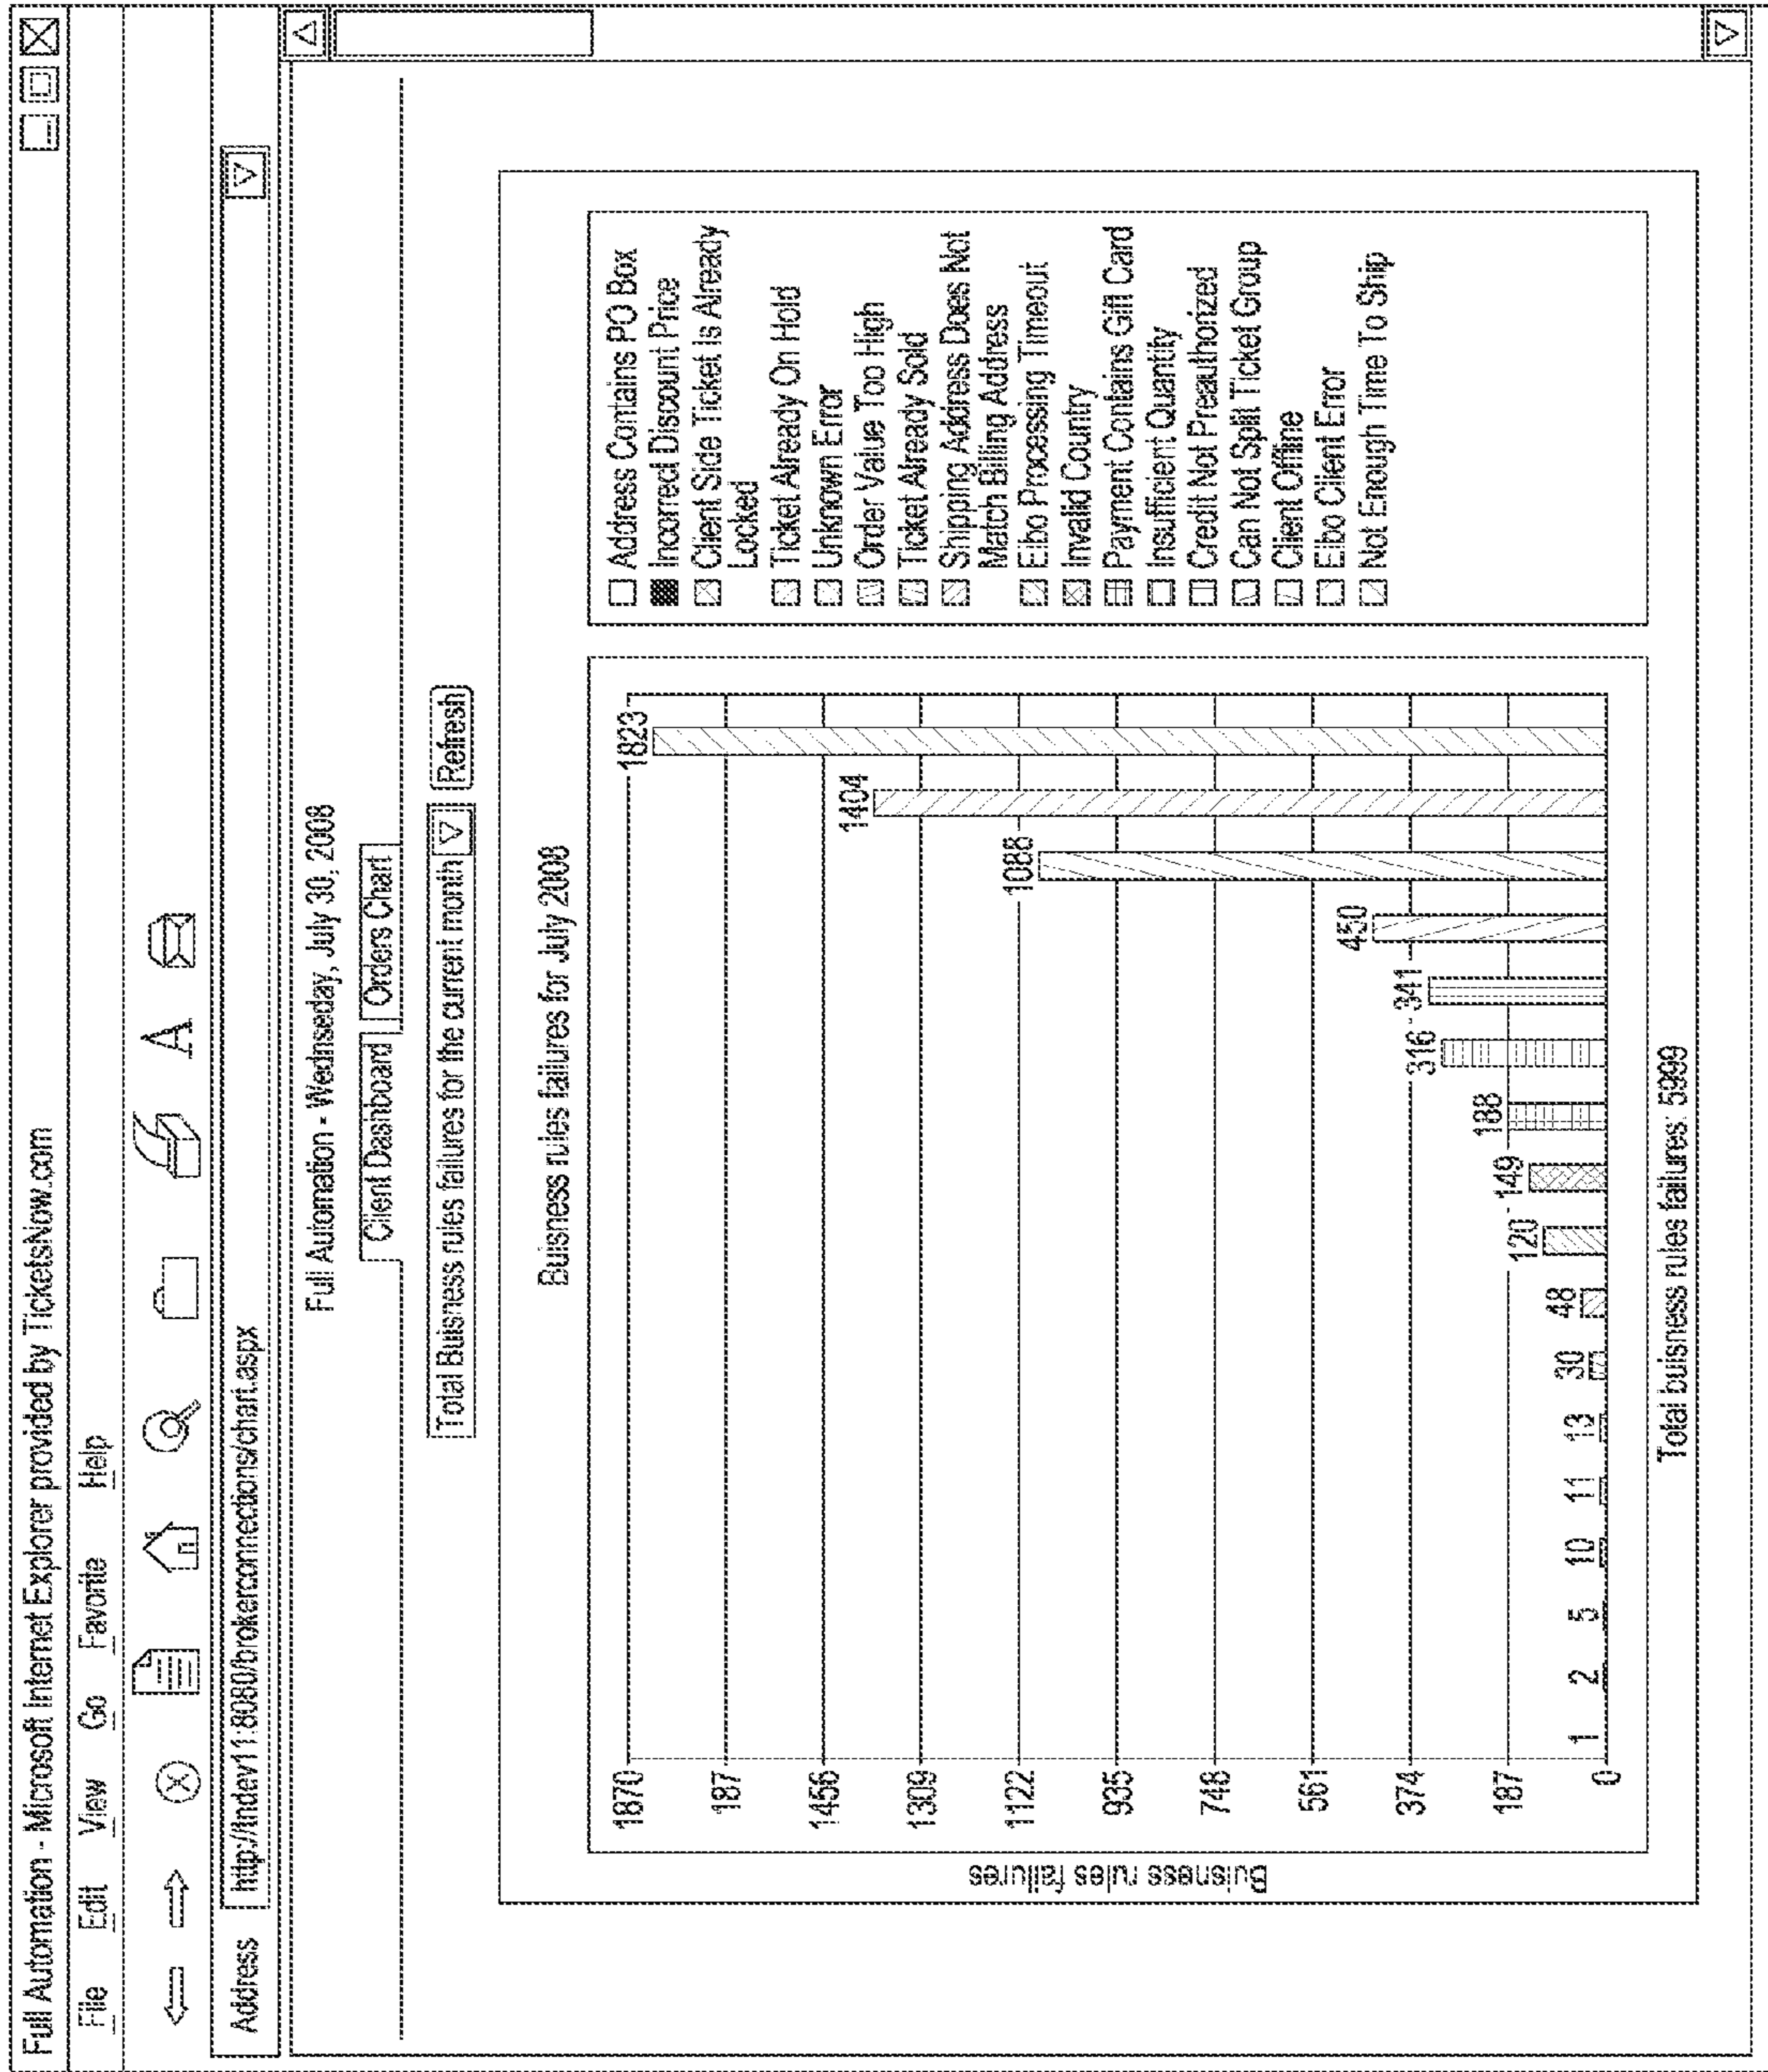 Full Automation - Microsoft Internet Explorer provided by TicketsNow.com
File Edit View Go Favorite Help
A
Address http://tndev11:8080/brokerconnections/chart.aspx
Full Automation - Wednseday, July 30, 2008
Client Dashboard Orders Chart
Total Buisness rules failures for the current month Refresh
Buisness rules failures for July 2008
Buisness rules failures
1870
187
1456
1309
1122
935
748
561
374
187
0
1
2
5
10
11
13
30
48
120
149
188
316
341
450
1086
1404
1823
Address Contains PO Box
Incorrect Discount Price
Client Side Ticket Is Already
Locked
Ticket Already On Hold
Unknown Error
Order Value Too High
Ticket Already Sold
Shipping Address Does Not
Match Billing Address
Eibo Processing Timeout
Invalid Country
Payment Contains Gift Card
Insufficient Quantity
Credit Not Preauthorized
Can Not Split Ticket Group
Client Offline
Eibo Client Error
Not Enough Time To Ship
Total buisness rules failures: 5999